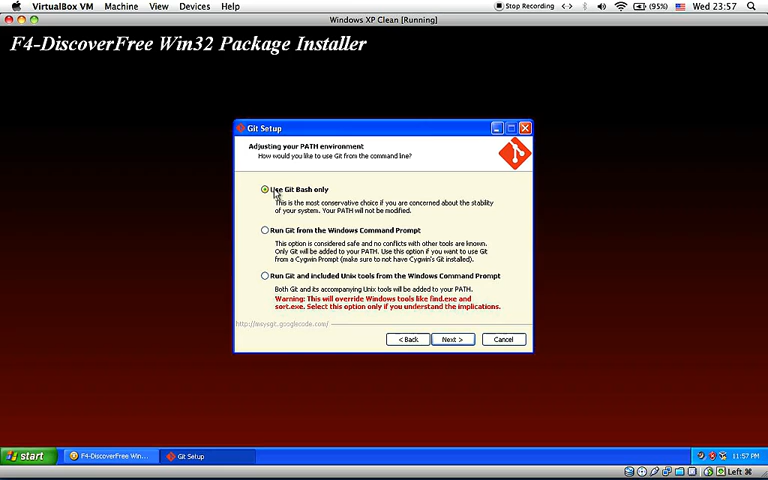 VirtualBox VM Machine View Devices Help
Stop Recording (95%) Wed 23:57
Windows XP Clean [Running]
F4-DiscoverFree Win32 Package Installer
Git Setup
Adjusting your PATH environment
How would you like to use Git from the command line?
Use Git Bash only
This is the most conservative choice if you are concerned about the stability
of your system. Your PATH will not be modified.
Run Git from the Windows Command Prompt
This option is considered safe and no conflicts with other tools are known.
Only Git will be added to your PATH. Use this option if you want to use Git
from a Cygwin Prompt (make sure to not have Cygwin's Git installed).
Run Git and included Unix tools from the Windows Command Prompt
Both Git and its accompanying Unix tools will be added to your PATH.
Warning: This will override Windows tools like find.exe and
sort.exe. Select this option only if you understand the implications.
http://msysgit.googlecode.com/
< Back Next > Cancel
start F4-DiscoverFree Win... Git Setup 11:57 PM
Left ⌘